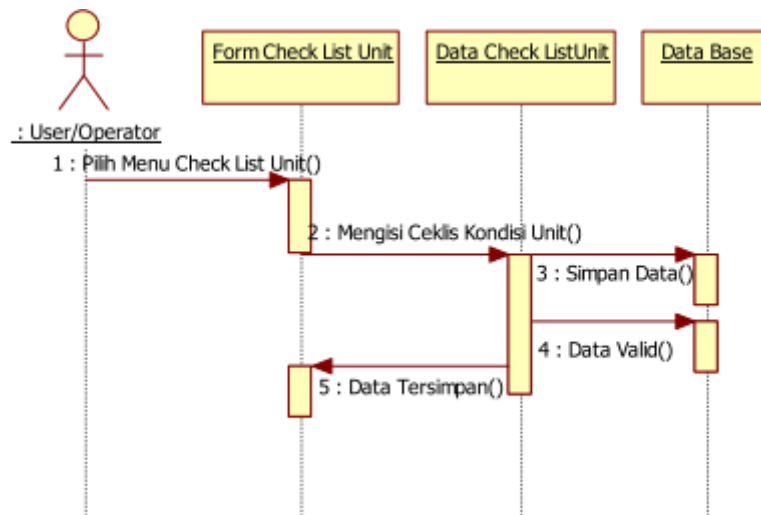 Form Check List Unit
Data Check ListUnit
Data Base
: User/Operator
1 : Pilih Menu Check List Unit()
2 : Mengisi Ceklis Kondisi Unit()
3 : Simpan Data()
4 : Data Valid()
5 : Data Tersimpan()